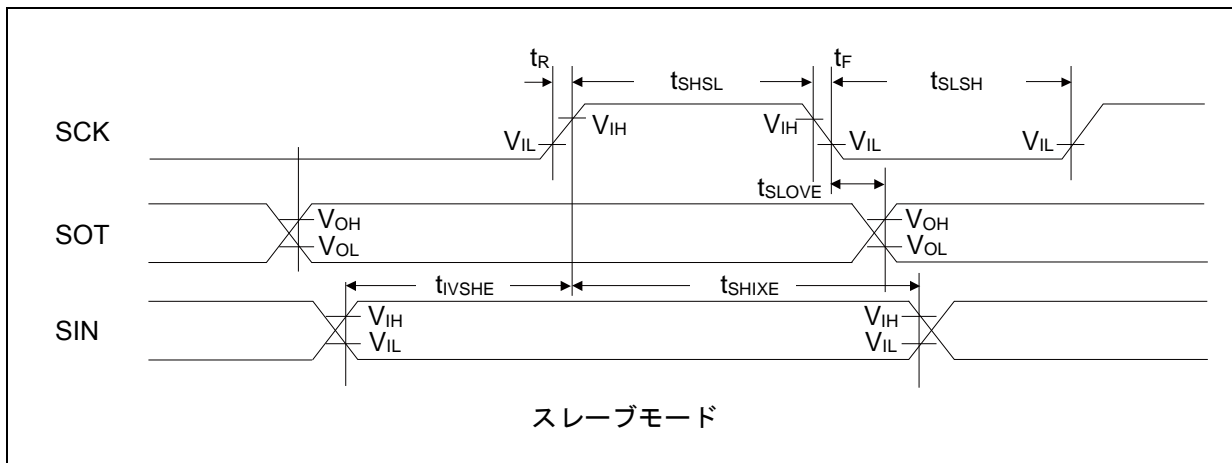 tR tSHSL tF tSLSH
SCK VIL VIH VIH VIL VIL
tSLOVE
SOT VOH VOL VOH VOL
tIVSHE tSHIXE
SIN VIH VIL VIH VIL
スレーブモード